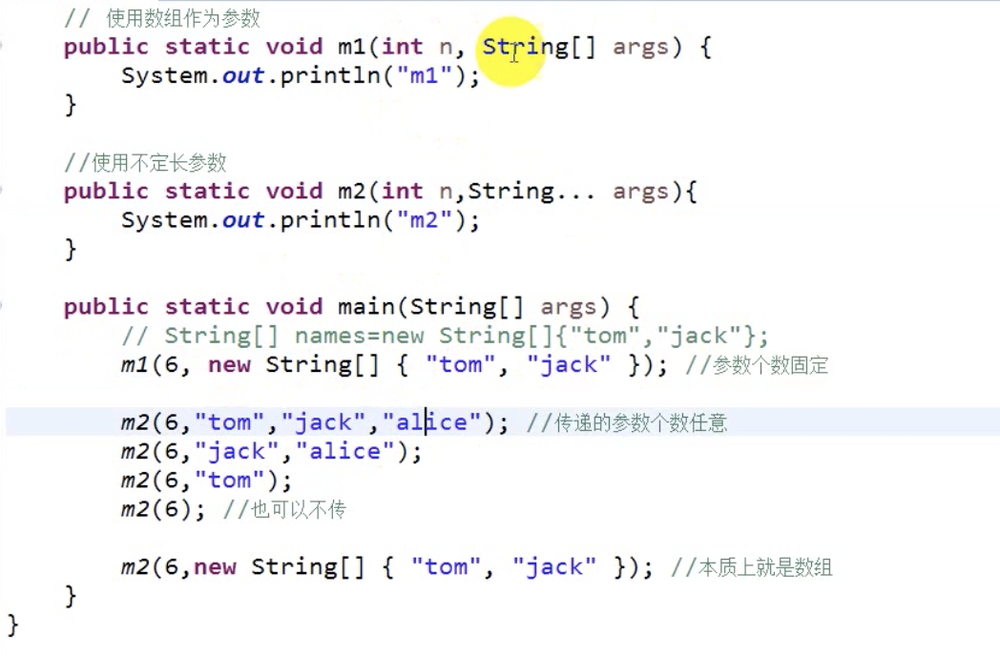 // 使用数组作为参数
public static void m1(int n, String[] args) {
System.out.println("m1");
}
//使用不定长参数
public static void m2(int n,String... args){
System.out.println("m2");
}
public static void main(String[] args) {
// String[] names=new String[]{"tom","jack"};
m1(6, new String[] { "tom", "jack" }); //参数个数固定
m2(6,"tom","jack","alice"); //传递的参数个数任意
m2(6,"jack","alice");
m2(6,"tom");
m2(6); //也可以不传
m2(6,new String[] { "tom", "jack" }); //本质上就是数组
}
}